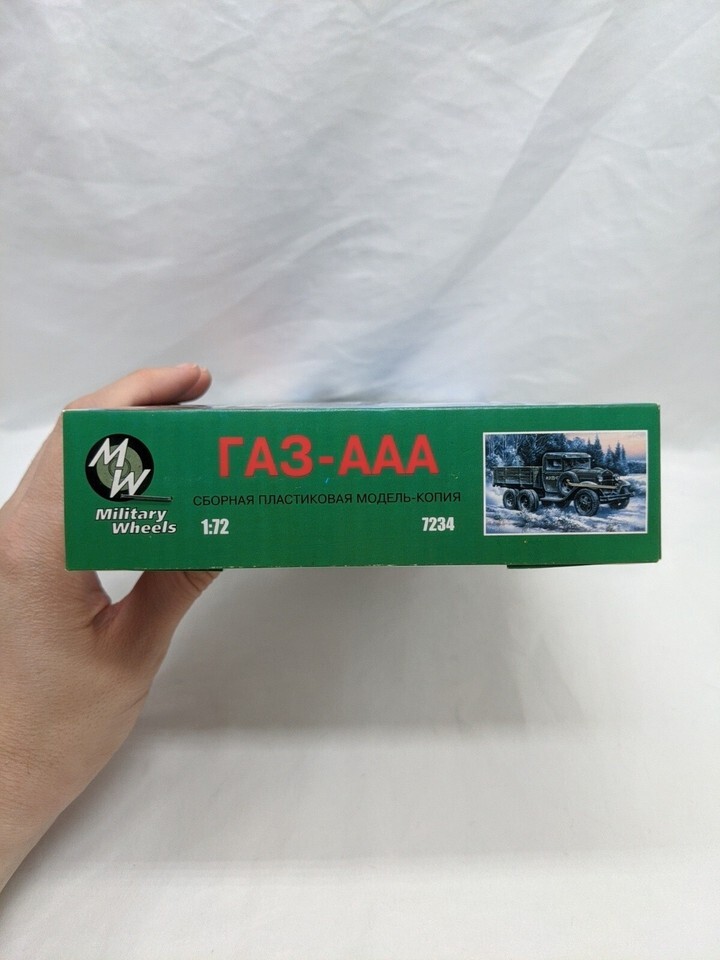 MW
Military
Wheels
ГАЗ-ААА
СБОРНАЯ ПЛАСТИКОВАЯ МОДЕЛЬ-КОПИЯ
1:72
7234